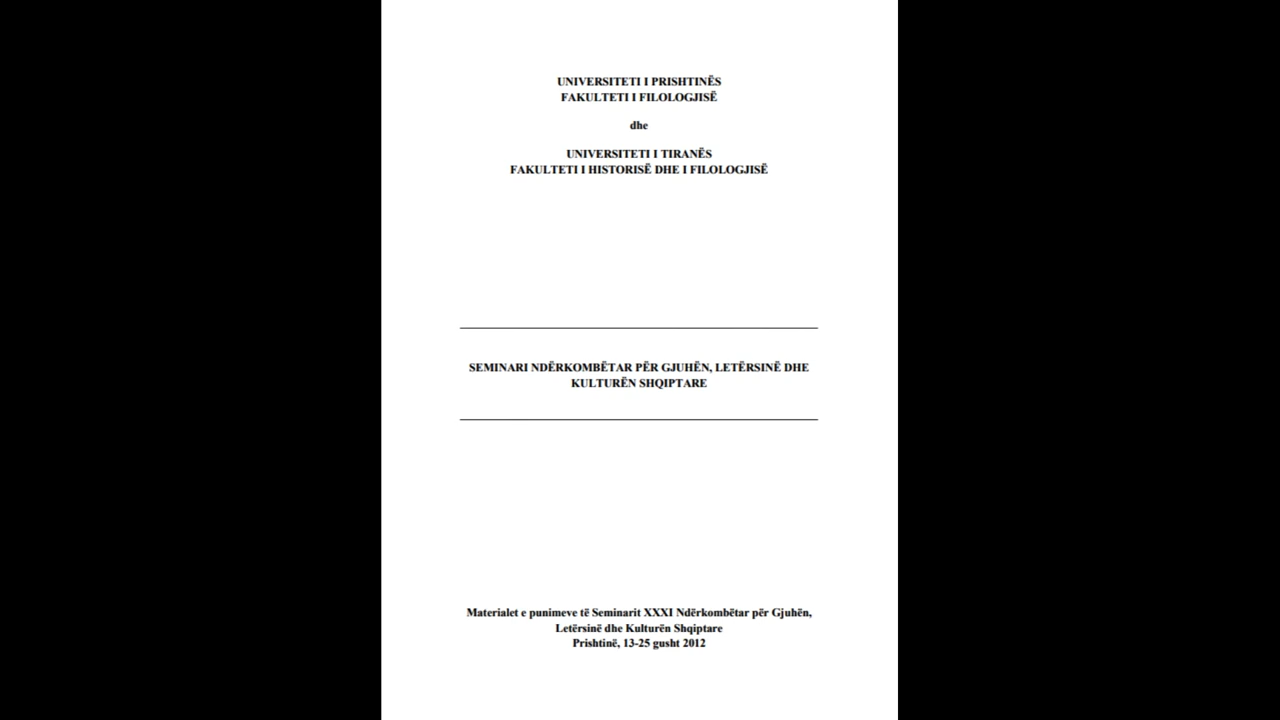 UNIVERSITETI I PRISHTINËS
FAKULTETI I FILOLOGJISË
dhe
UNIVERSITETI I TIRANËS
FAKULTETI I HISTORISË DHE I FILOLOGJISË
SEMINARI NDËRKOMBËTAR PËR GJUHËN, LETËRSINË DHE
KULTURËN SHQIPTARE
Materialet e punimeve të Seminarit XXXI Ndërkombëtar për Gjuhën,
Letërsinë dhe Kulturën Shqiptare
Prishtinë, 13-25 gusht 2012